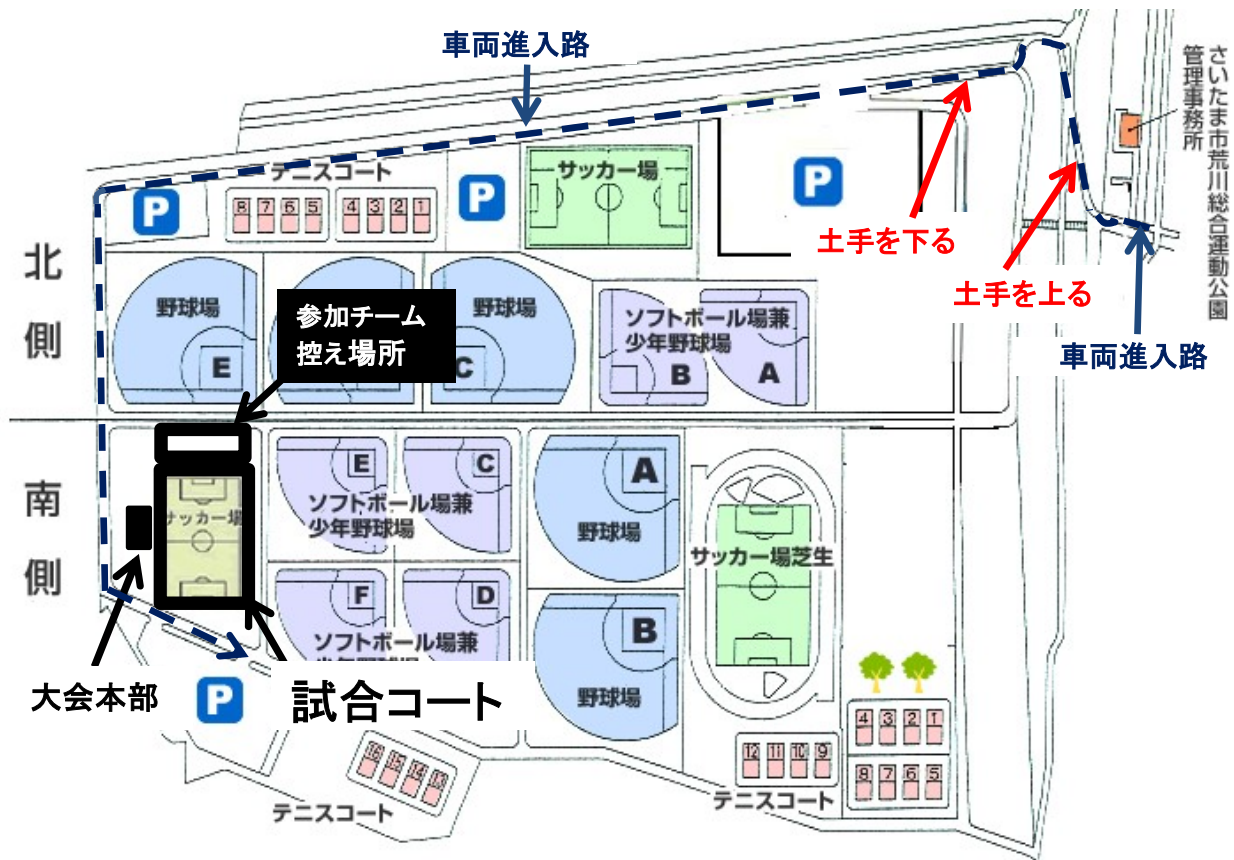 車両進入路
さいたま市荒川総合運動公園
管理事務所
テニスコート
8 7 6 5 4 3 2 1
P
P
サッカー場
P
土手を下る
土手を上る
車両進入路
北側
野球場
E
参加チーム
控え場所
野球場
C
ソフトボール場兼
少年野球場
B
A
南側
サッカー場
E
C
ソフトボール場兼
少年野球場
F
D
ソフトボール場兼
A
野球場
B
野球場
サッカー場芝生
大会本部
P
試合コート
16 15 14 13
テニスコート
12 11 10 9
テニスコート
4 3 2 1
8 7 6 5